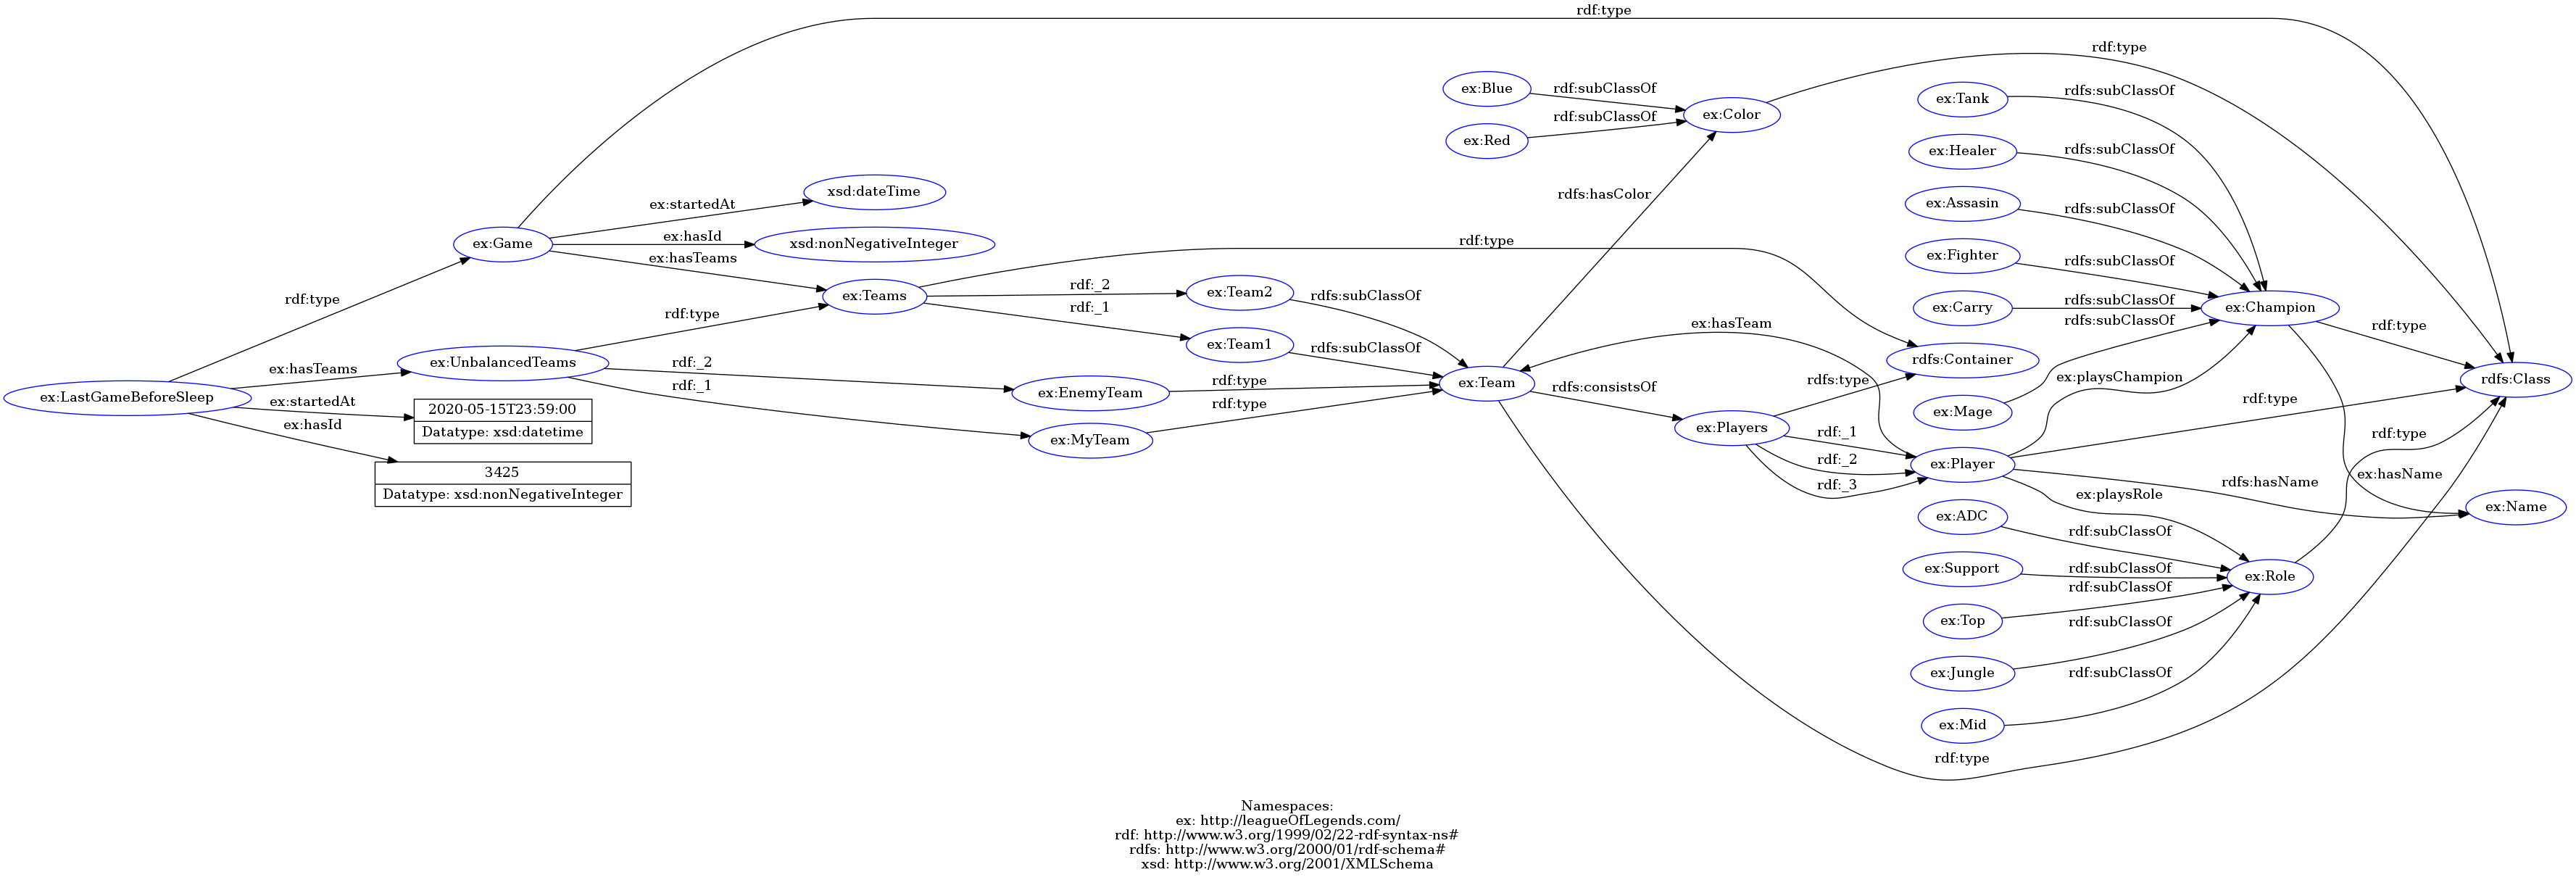 rdf:type
rdf:type
ex:Blue
rdf:subClassOf
ex:Tank
rdfs:subClassOf
ex:Color
rdf:subClassOf
ex:Red
ex:Healer
rdfs:subClassOf
xsd:dateTime
ex:startedAt
rdfs:hasColor
ex:Assasin
rdfs:subClassOf
ex:Game
ex:hasId
xsd:nonNegativeInteger
rdf:type
ex:hasTeams
ex:Fighter
rdfs:subClassOf
rdf:type
ex:Teams
rdf:_2
ex:Team2
rdfs:subClassOf
ex:Carry
rdfs:subClassOf
ex:Champion
rdf:type
rdf:_1
ex:hasTeam
rdfs:subClassOf
rdf:type
ex:Team1
rdfs:subClassOf
ex:UnbalancedTeams
rdf:_2
rdfs:Container
ex:hasTeams
rdf:_1
rdf:type
ex:Team
rdfs:consistsOf
rdfs:type
ex:playsChampion
rdfs:Class
ex:LastGameBeforeSleep
ex:startedAt
ex:EnemyTeam
rdf:type
rdf:type
2020-05-15T23:59:00
Datatype: xsd:datetime
ex:Mage
ex:hasId
ex:MyTeam
ex:Players
rdf:_1
rdf:type
3425
Datatype: xsd:nonNegativeInteger
rdf:_2
ex:Player
rdf:_3
rdfs:hasName
ex:hasName
ex:playsRole
ex:Name
ex:ADC
rdf:subClassOf
ex:Support
rdf:subClassOf
ex:Role
rdf:subClassOf
ex:Top
rdf:subClassOf
ex:Jungle
rdf:subClassOf
ex:Mid
rdf:type
Namespaces:
ex: http://leagueOfLegends.com/
rdf: http://www.w3.org/1999/02/22-rdf-syntax-ns#
rdfs: http://www.w3.org/2000/01/rdf-schema#
xsd: http://www.w3.org/2001/XMLSchema